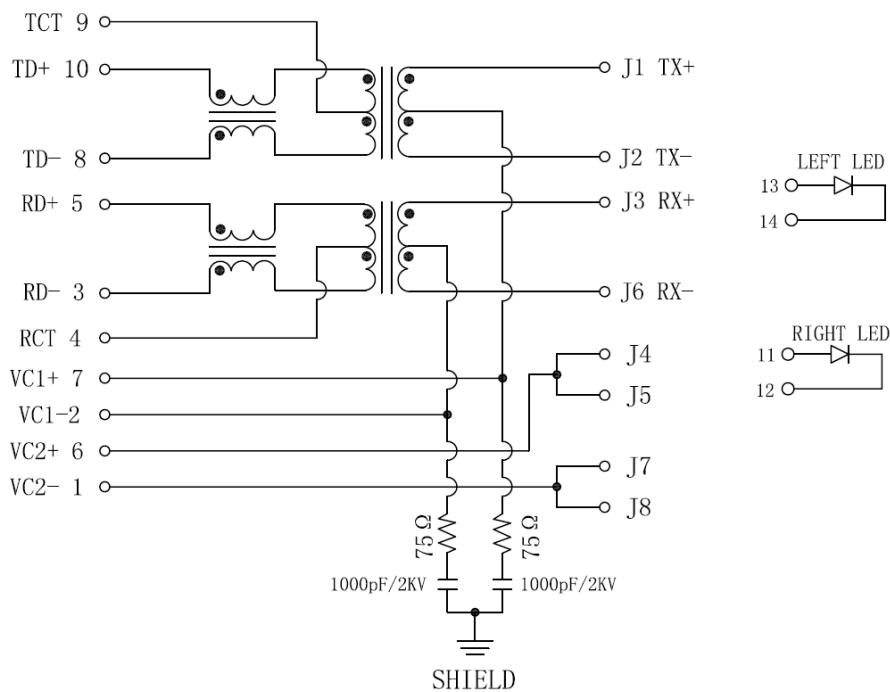 TCT 9
TD+ 10
J1 TX+
TD- 8
J2 TX-
LEFT LED
13
14
RD+ 5
J3 RX+
RD- 3
J6 RX-
RCT 4
RIGHT LED
11
12
J4
VC1+ 7
J5
VC1-2
VC2+ 6
J7
VC2- 1
J8
75Ω
75Ω
1000pF/2KV
1000pF/2KV
SHIELD